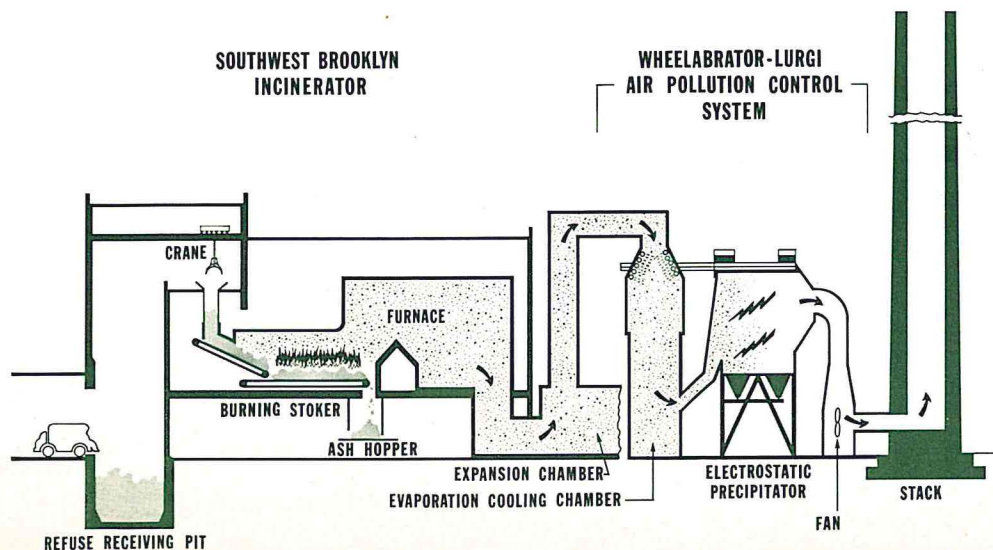 SOUTHWEST BROOKLYN
INCINERATOR
WHEELABRATOR-LURGI
AIR POLLUTION CONTROL
SYSTEM
CRANE
FURNACE
BURNING STOKER
ASH HOPPER
EXPANSION CHAMBER
EVAPORATION COOLING CHAMBER
ELECTROSTATIC
PRECIPITATOR
STACK
FAN
REFUSE RECEIVING PIT